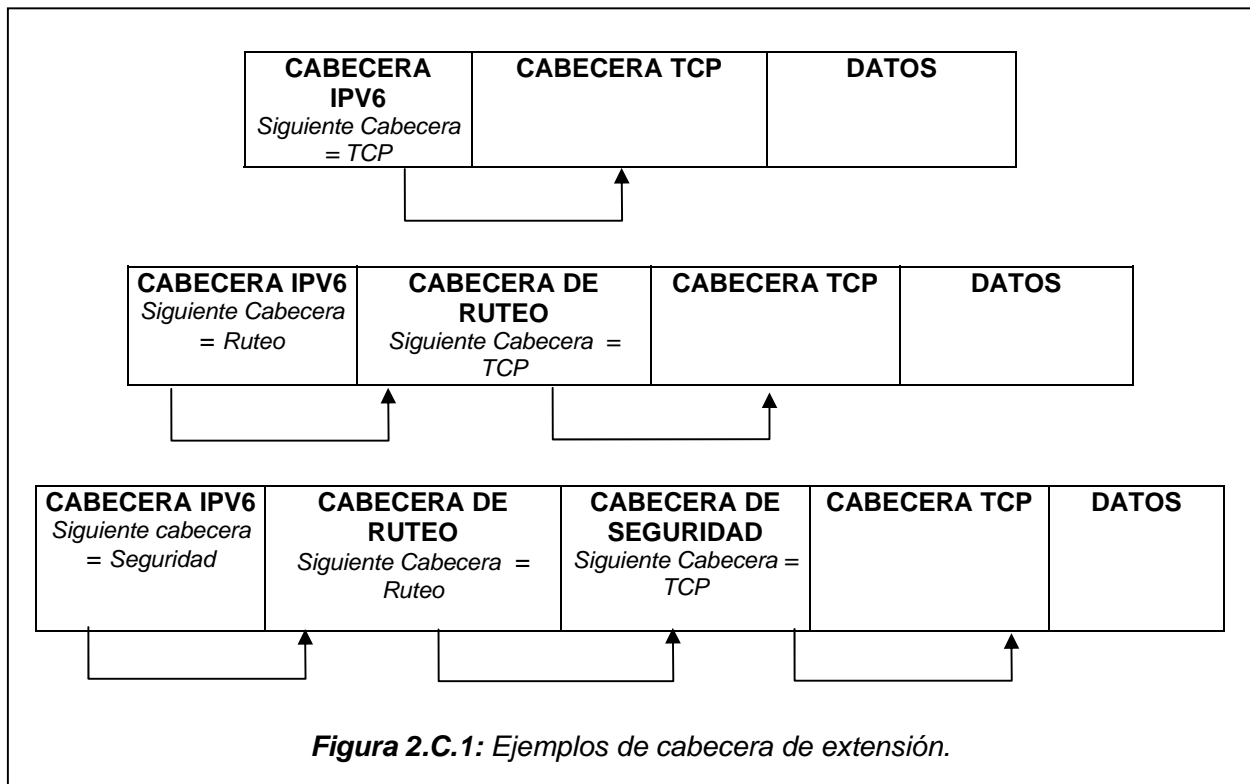 CABECERA
IPV6
Siguiente Cabecera
= TCP
CABECERA TCP
DATOS
CABECERA IPV6
Siguiente Cabecera
= Ruteo
CABECERA DE
RUTEO
Siguiente Cabecera =
TCP
CABECERA TCP
DATOS
CABECERA IPV6
Siguiente cabecera
= Seguridad
CABECERA DE
RUTEO
Siguiente Cabecera =
Ruteo
CABECERA DE
SEGURIDAD
Siguiente Cabecera =
TCP
CABECERA TCP
DATOS
Figura 2.C.1: Ejemplos de cabecera de extensión.